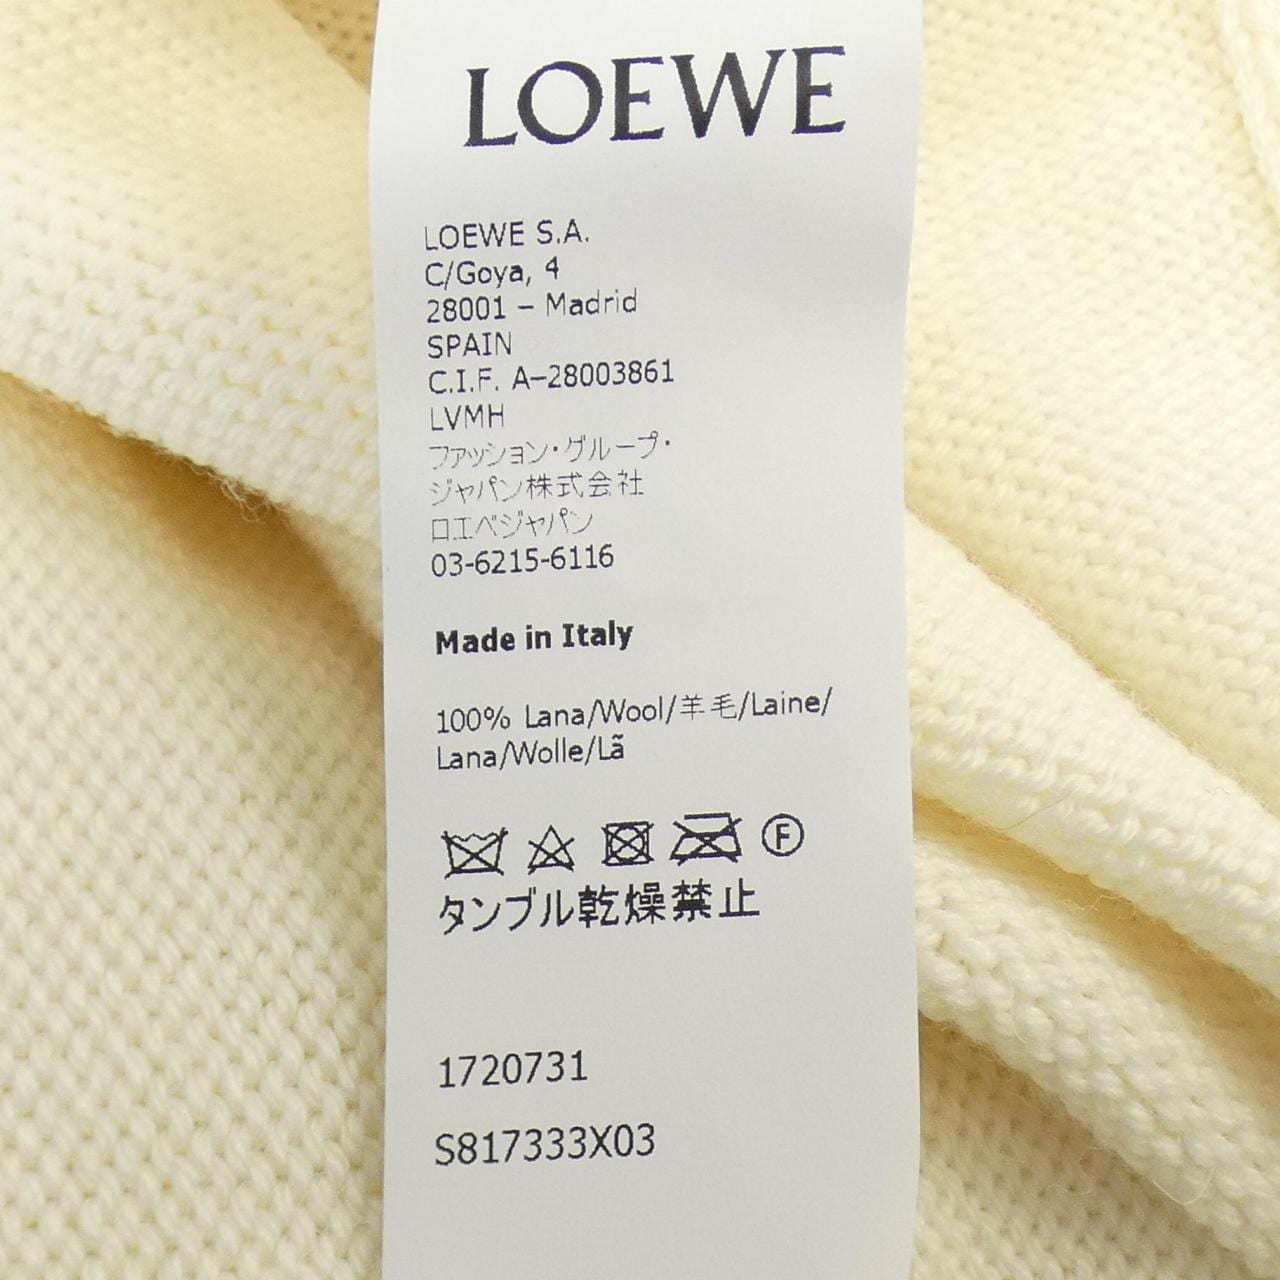 LOEWE
LOEWE S.A.
C/Goya, 4
28001 – Madrid
SPAIN
C.I.F. A–28003861
LVMH
ファッション・グループ・
ジャパン株式会社
ロエベジャパン
03-6215-6116
Made in Italy
100% Lana/Wool/羊毛/Laine/
Lana/Wolle/Lã
F
タンブル乾燥禁止
1720731
S817333X03